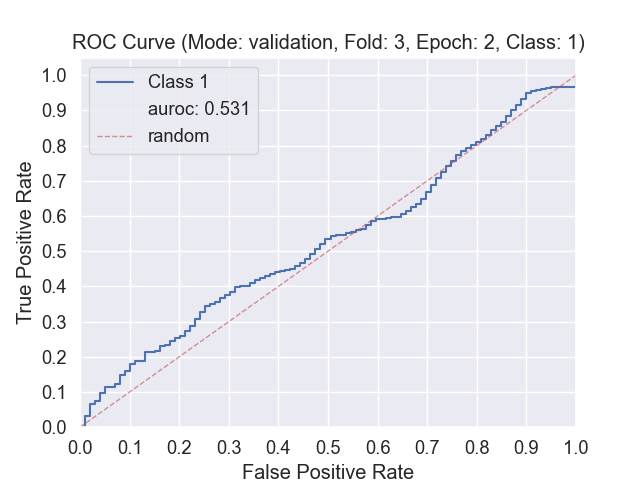 ROC Curve (Mode: validation, Fold: 3, Epoch: 2, Class: 1)
Class 1
auroc: 0.531
random
True Positive Rate
1.0
0.9
0.8
0.7
0.6
0.5
0.4
0.3
0.2
0.1
0.0
0.0 0.1 0.2 0.3 0.4 0.5 0.6 0.7 0.8 0.9 1.0
False Positive Rate